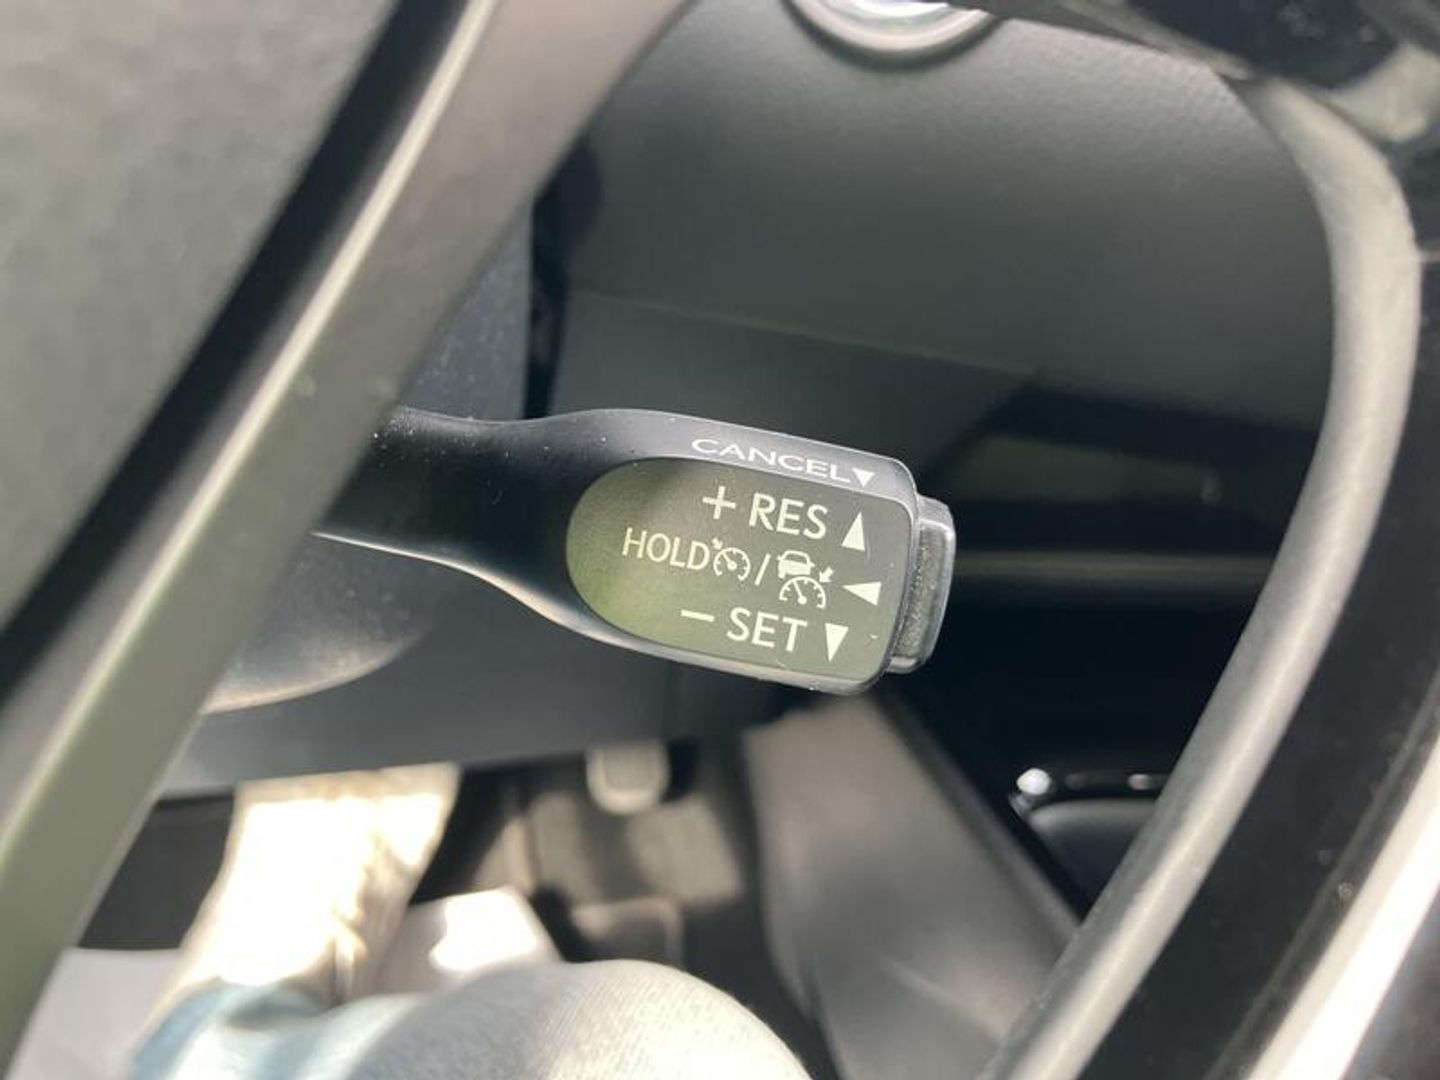 CANCEL▼
+ RES ▲
HOLD / ◀
− SET ▼